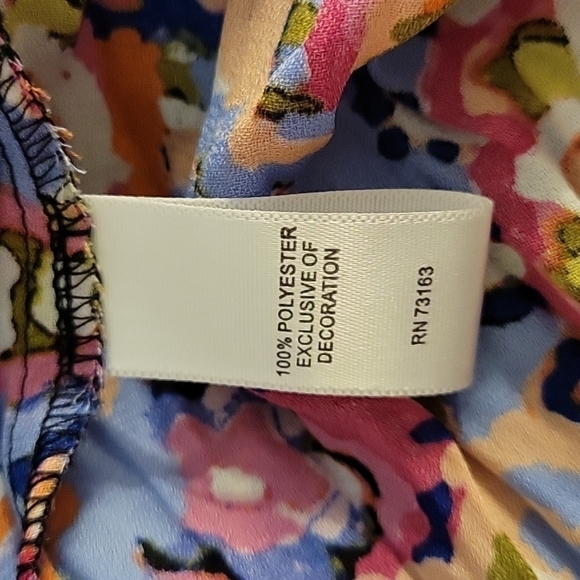 100% POLYESTER
EXCLUSIVE OF
DECORATION
RN 73163